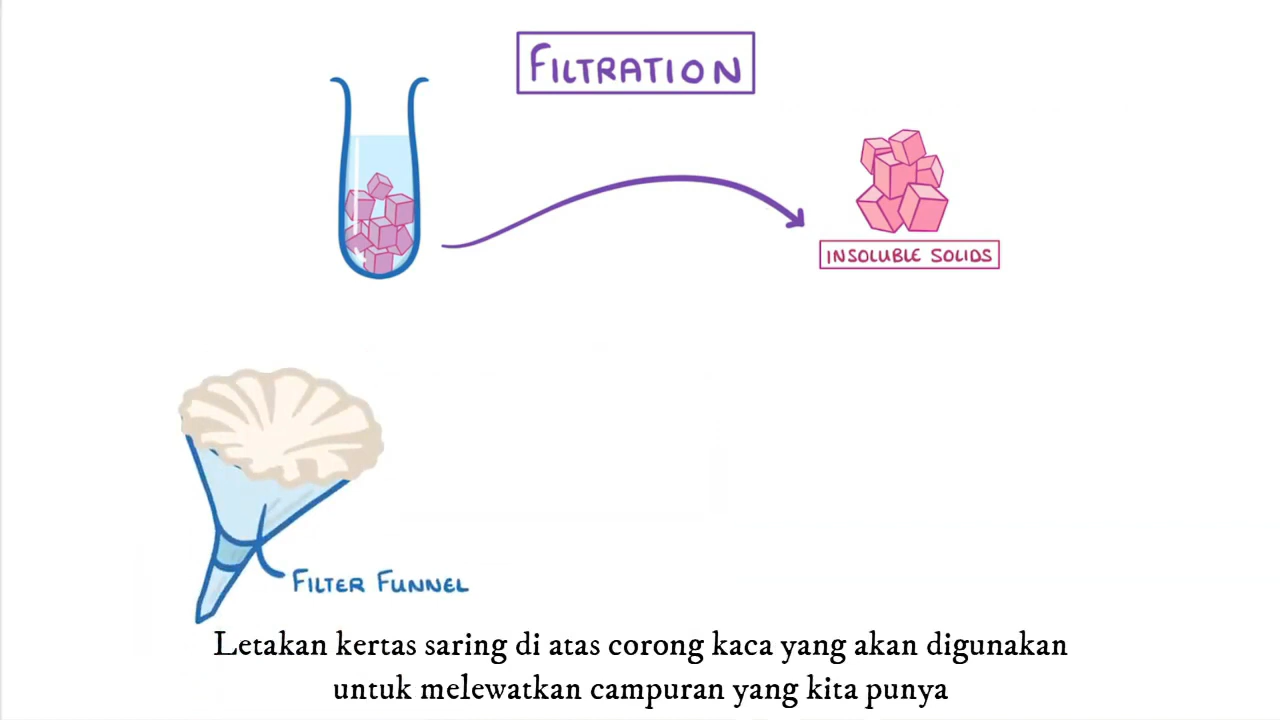 FILTRATION
INSOLUBLE SOLIDS
FILTER FUNNEL
Letakan kertas saring di atas corong kaca yang akan digunakan
untuk melewatkan campuran yang kita punya